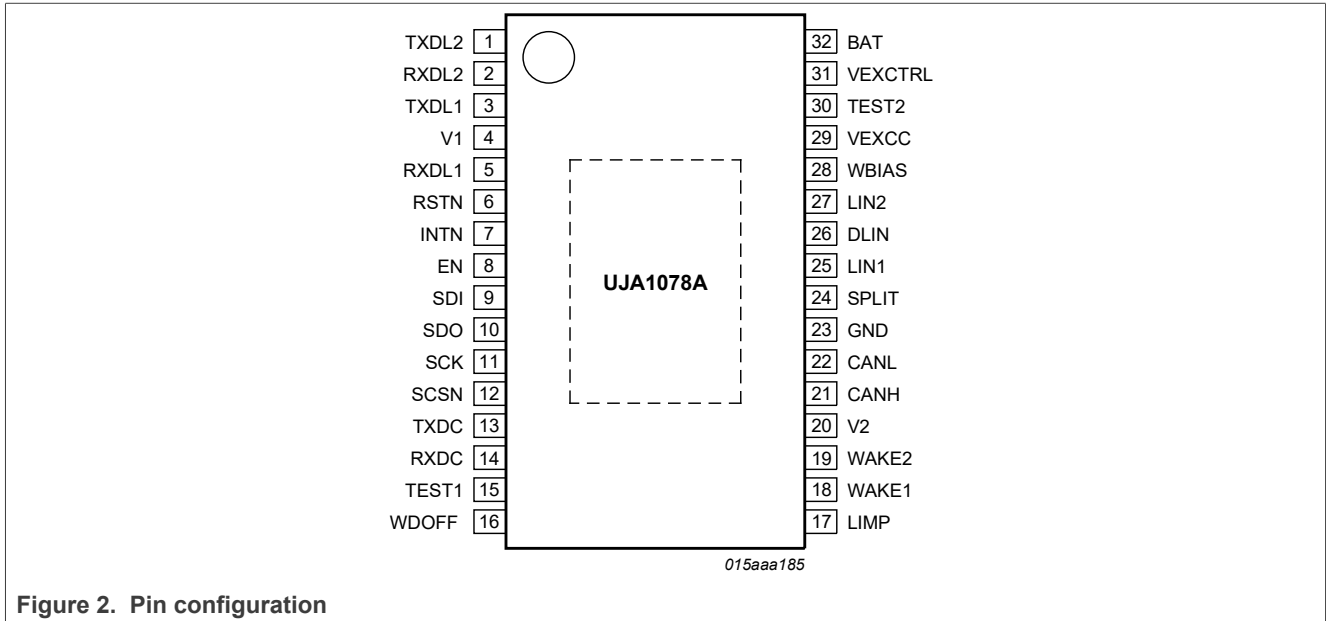 TXDL2 1
RXDL2 2
TXDL1 3
V1 4
RXDL1 5
RSTN 6
INTN 7
EN 8
SDI 9
SDO 10
SCK 11
SCSN 12
TXDC 13
RXDC 14
TEST1 15
WDOFF 16
UJA1078A
32 BAT
31 VEXCTRL
30 TEST2
29 VEXCC
28 WBIAS
27 LIN2
26 DLIN
25 LIN1
24 SPLIT
23 GND
22 CANL
21 CANH
20 V2
19 WAKE2
18 WAKE1
17 LIMP
015aaa185
Figure 2. Pin configuration